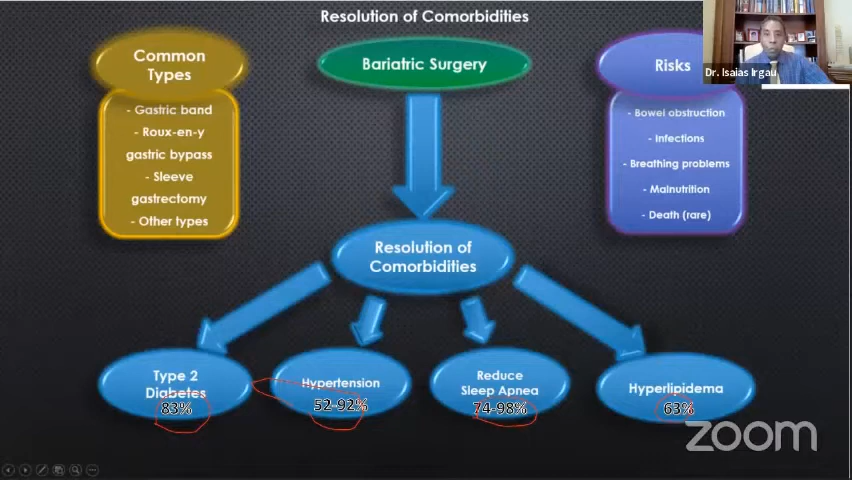 Resolution of Comorbidities
Common
Types
- Gastric band
- Roux-en-y
gastric bypass
- Sleeve
gastrectomy
- Other types
Bariatric Surgery
Risks
- Bowel obstruction
- Infections
- Breathing problems
- Malnutrition
- Death (rare)
Dr. Isaias Irgau
Resolution of
Comorbidities
Type 2
Diabetes
83%
Hypertension
52-92%
Reduce
Sleep Apnea
74-98%
Hyperlipidema
63%
zoom